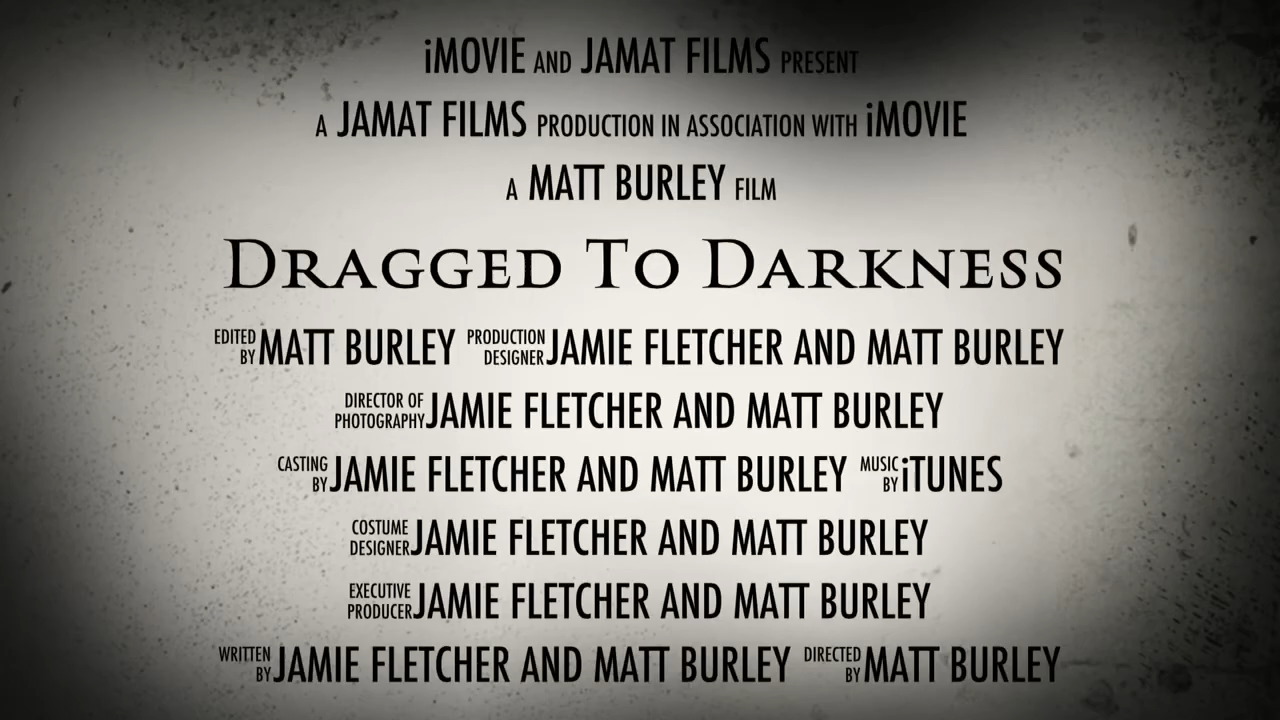 iMOVIE AND JAMAT FILMS PRESENT
A JAMAT FILMS PRODUCTION IN ASSOCIATION WITH iMOVIE
A MATT BURLEY FILM
DRAGGED TO DARKNESS
EDITED BY MATT BURLEY PRODUCTION DESIGNER JAMIE FLETCHER AND MATT BURLEY
DIRECTOR OF PHOTOGRAPHY JAMIE FLETCHER AND MATT BURLEY
CASTING BY JAMIE FLETCHER AND MATT BURLEY MUSIC BY iTUNES
COSTUME DESIGNER JAMIE FLETCHER AND MATT BURLEY
EXECUTIVE PRODUCER JAMIE FLETCHER AND MATT BURLEY
WRITTEN BY JAMIE FLETCHER AND MATT BURLEY DIRECTED BY MATT BURLEY